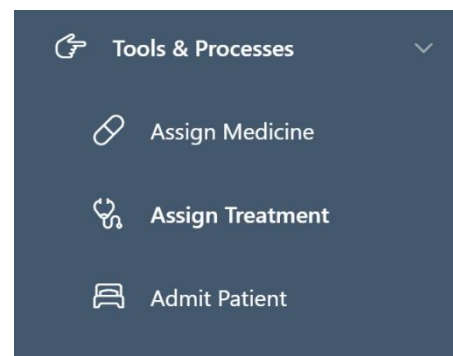 Tools & Processes
Assign Medicine
Assign Treatment
Admit Patient